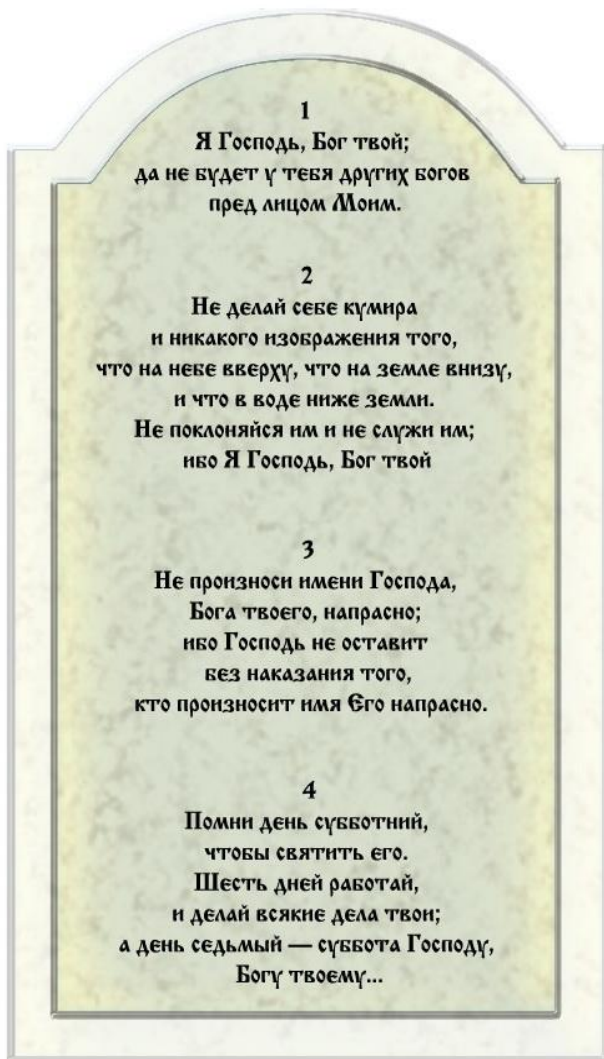 1
Я Господь, Бог твой;
да не будет у тебя других богов
пред лицом Моим.
2
Не делай себе кумира
и никакого изображения того,
что на небе вверху, что на земле внизу,
и что в воде ниже земли.
Не поклоняйся им и не служи им;
ибо Я Господь, Бог твой
3
Не произноси имени Господа,
Бога твоего, напрасно;
ибо Господь не оставит
без наказания того,
кто произносит имя Его напрасно.
4
Помни день субботний,
чтобы святить его.
Шесть дней работай,
и делай всякие дела твои;
а день седьмый — суббота Господу,
Богу твоему...